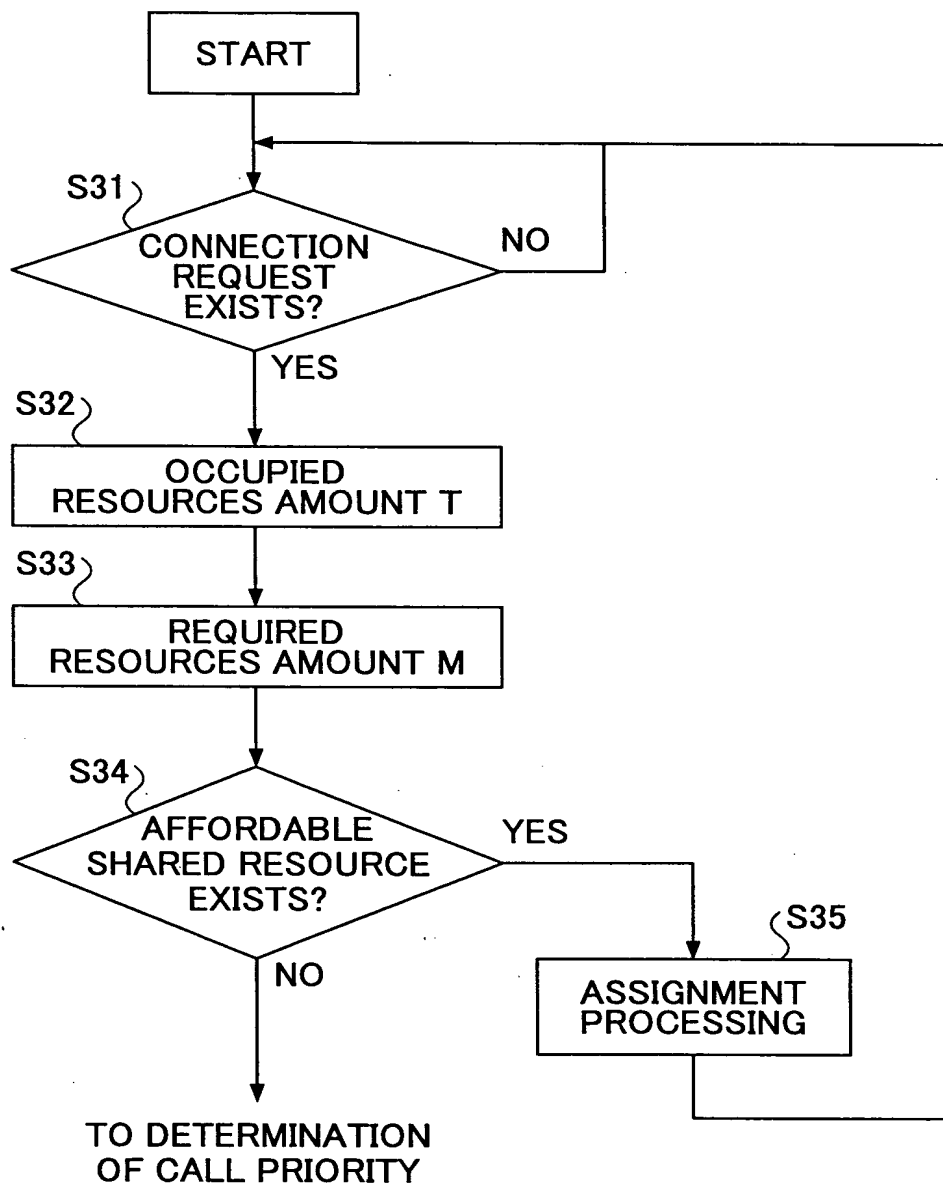 START
S31
CONNECTION
REQUEST
EXISTS?
NO
YES
S32
OCCUPIED
RESOURCES AMOUNT T
S33
REQUIRED
RESOURCES AMOUNT M
S34
AFFORDABLE
SHARED RESOURCE
EXISTS?
YES
NO
S35
ASSIGNMENT
PROCESSING
TO DETERMINATION
OF CALL PRIORITY